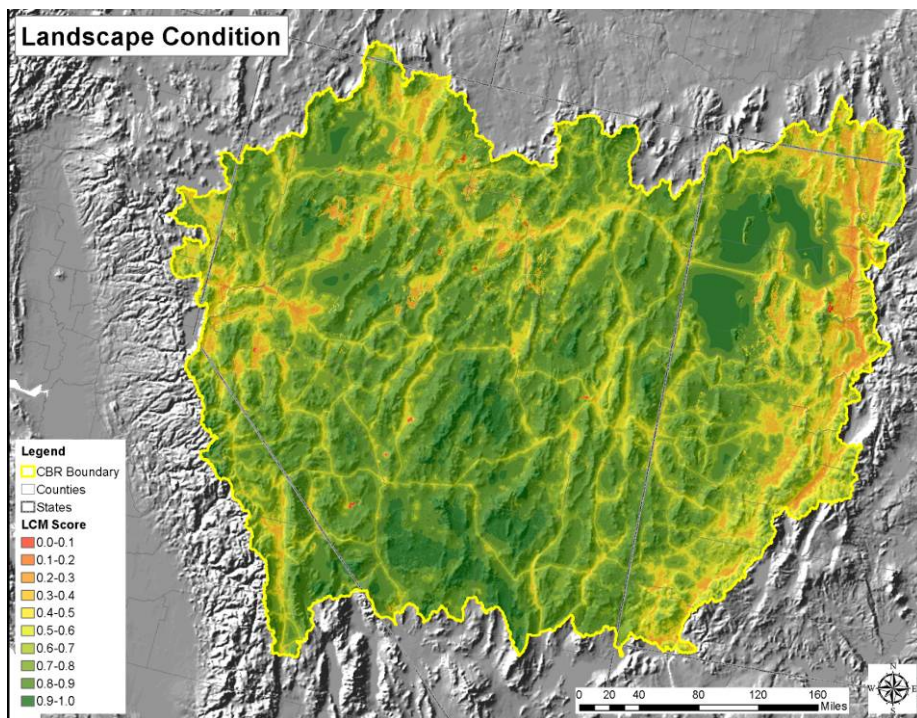 Landscape Condition
Legend
CBR Boundary
Counties
States
LCM Score
0.0-0.1
0.1-0.2
0.2-0.3
0.3-0.4
0.4-0.5
0.5-0.6
0.6-0.7
0.7-0.8
0.8-0.9
0.9-1.0
0 20 40 80 120 160
Miles
N
W E
S